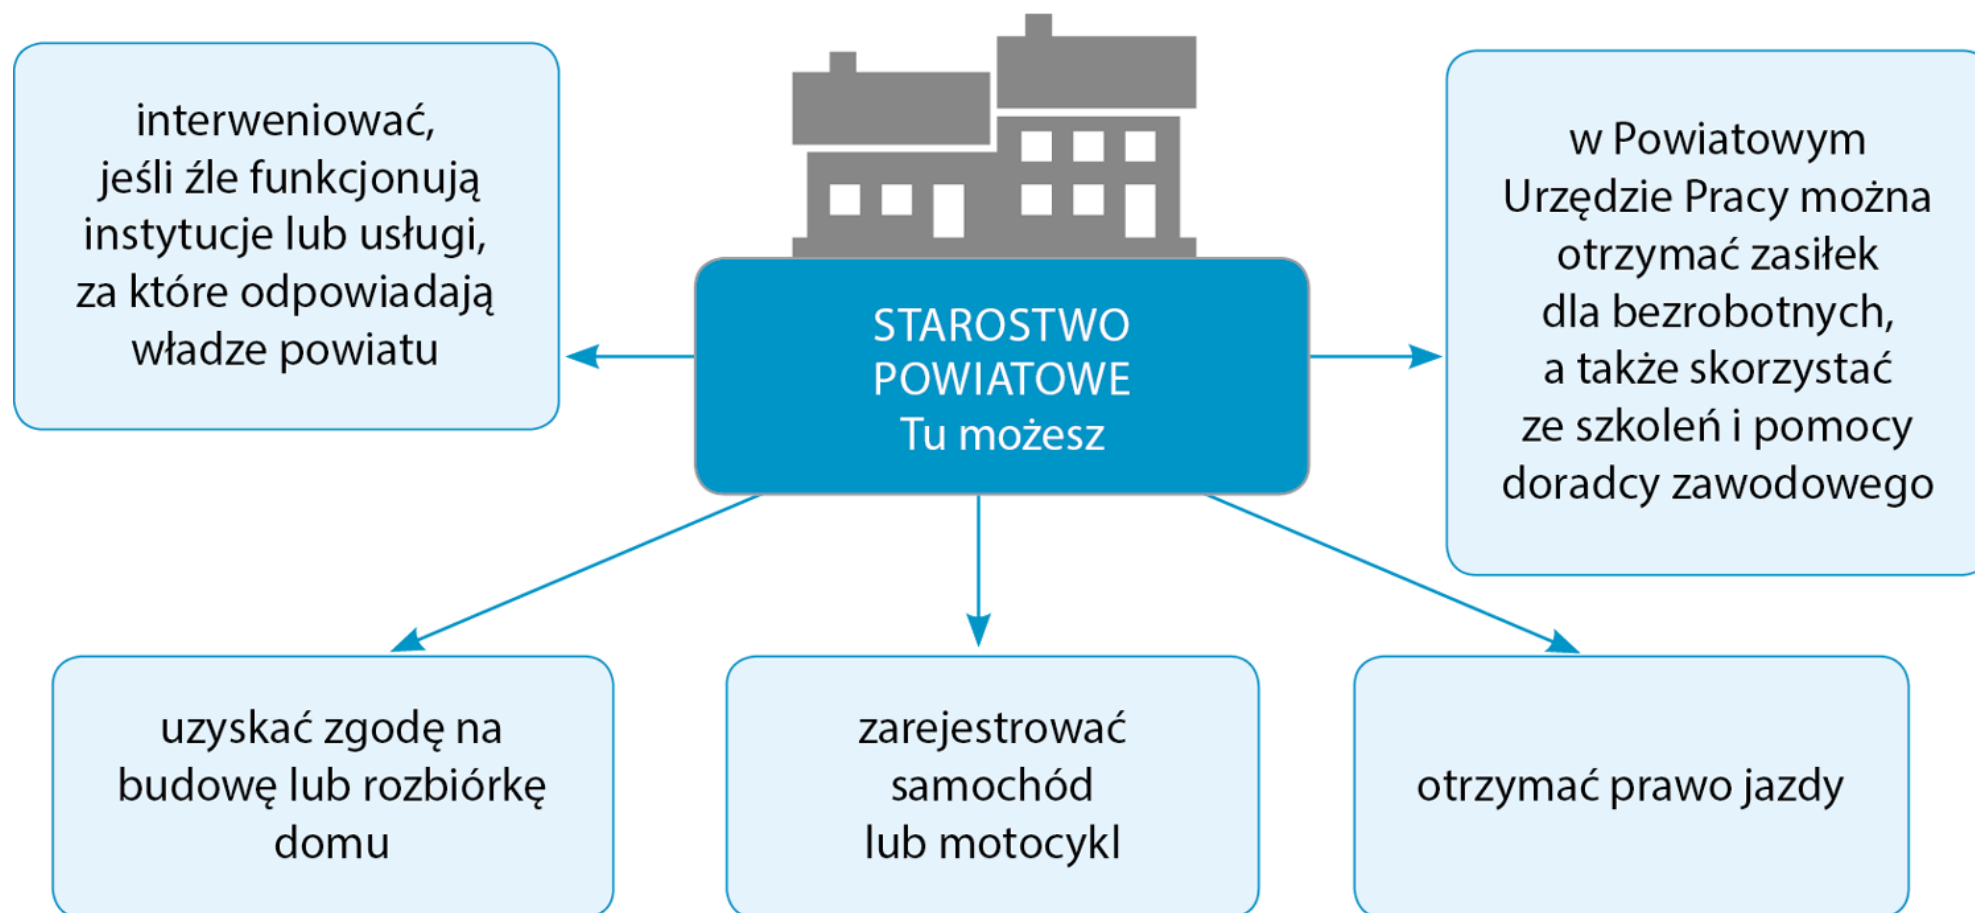 interweniować,
jeśli źle funkcjonują
instytucje lub usługi,
za które odpowiadają
władze powiatu
STAROSTWO
POWIATOWE
Tu możesz
w Powiatowym
Urzędzie Pracy można
otrzymać zasiłek
dla bezrobotnych,
a także skorzystać
ze szkoleń i pomocy
doradcy zawodowego
uzyskać zgodę na
budowę lub rozbiórkę
domu
zarejestrować
samochód
lub motocykl
otrzymać prawo jazdy